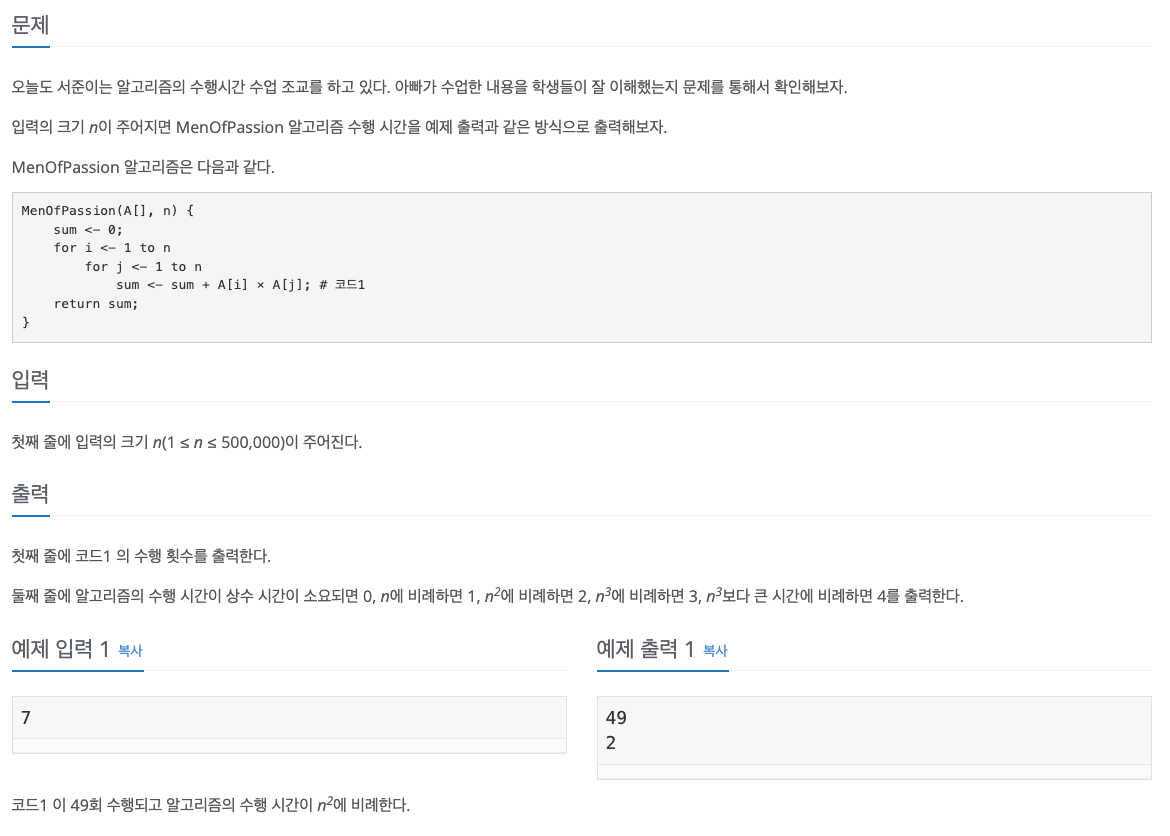 문제
오늘도 서준이는 알고리즘의 수행시간 수업 조교를 하고 있다. 아빠가 수업한 내용을 학생들이 잘 이해했는지 문제를 통해서 확인해보자.
입력의 크기 n이 주어지면 MenOfPassion 알고리즘 수행 시간을 예제 출력과 같은 방식으로 출력해보자.
MenOfPassion 알고리즘은 다음과 같다.
MenOfPassion(A[], n) {
    sum <- 0;
    for i <- 1 to n
        for j <- 1 to n
            sum <- sum + A[i] × A[j]; # 코드1
    return sum;
}
입력
첫째 줄에 입력의 크기 n(1 ≤ n ≤ 500,000)이 주어진다.
출력
첫째 줄에 코드1 의 수행 횟수를 출력한다.
둘째 줄에 알고리즘의 수행 시간이 상수 시간이 소요되면 0, n에 비례하면 1, n²에 비례하면 2, n³에 비례하면 3, n³보다 큰 시간에 비례하면 4를 출력한다.
예제 입력 1 복사
7
예제 출력 1 복사
49
2
코드1 이 49회 수행되고 알고리즘의 수행 시간이 n²에 비례한다.